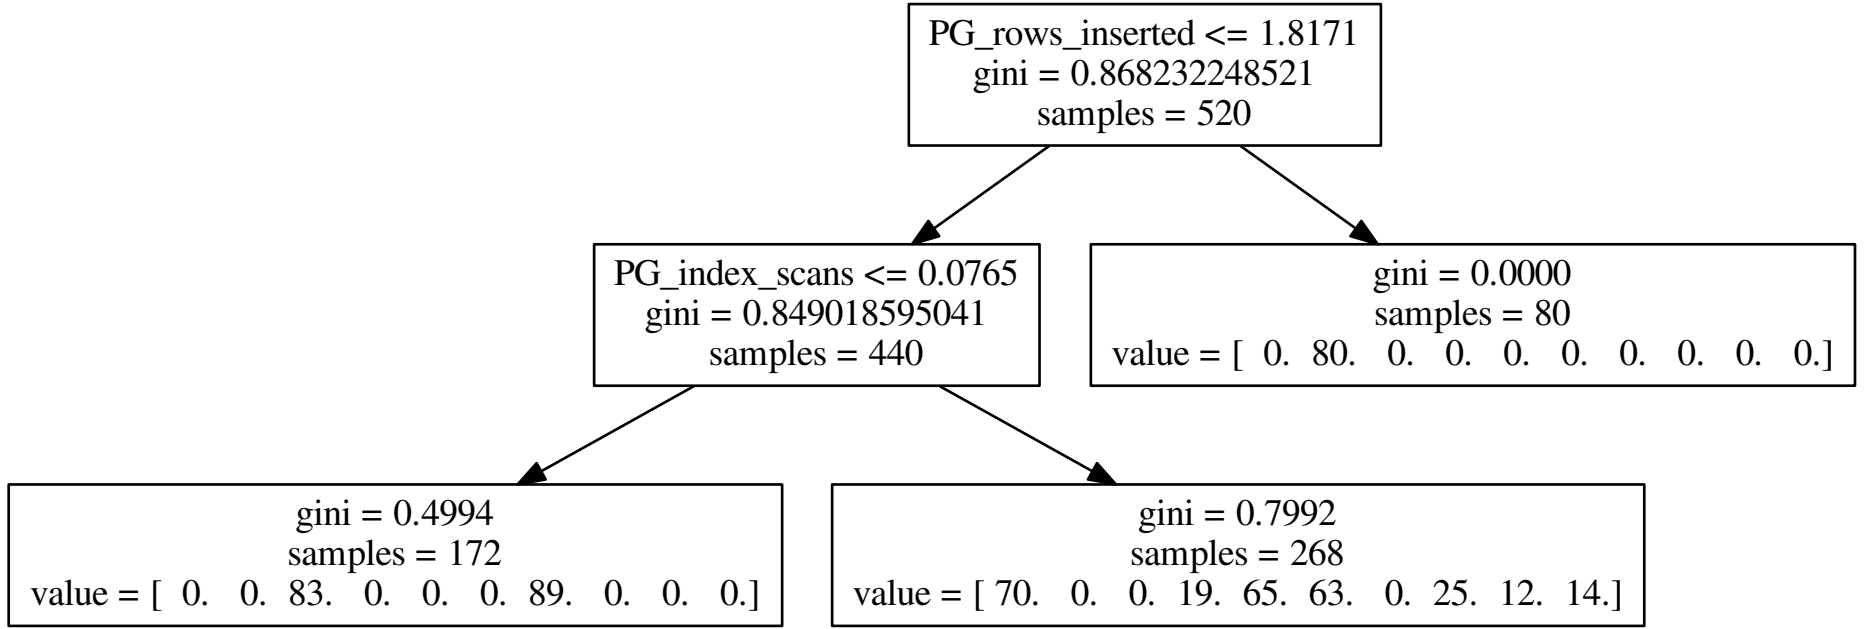 PG_rows_inserted <= 1.8171
gini = 0.868232248521
samples = 520
PG_index_scans <= 0.0765
gini = 0.849018595041
samples = 440
gini = 0.0000
samples = 80
value = [ 0. 80. 0. 0. 0. 0. 0. 0. 0. 0.]
gini = 0.4994
samples = 172
value = [ 0. 0. 83. 0. 0. 0. 89. 0. 0. 0.]
gini = 0.7992
samples = 268
value = [ 70. 0. 0. 19. 65. 63. 0. 25. 12. 14.]